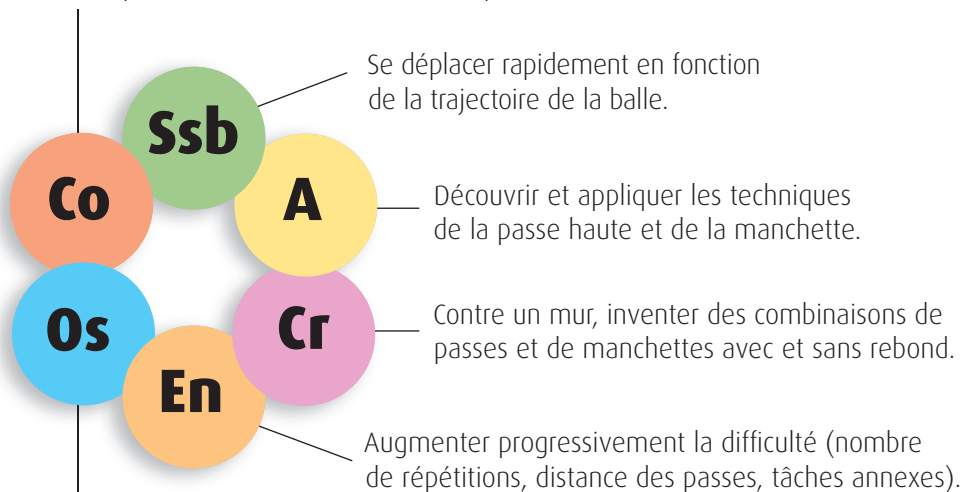 Se déplacer rapidement en fonction
de la trajectoire de la balle.
Ssb
Co
A
Découvrir et appliquer les techniques
de la passe haute et de la manchette.
Os
Cr
Contre un mur, inventer des combinaisons de
passes et de manchettes avec et sans rebond.
En
Augmenter progressivement la difficulté (nombre
de répétitions, distance des passes, tâches annexes).